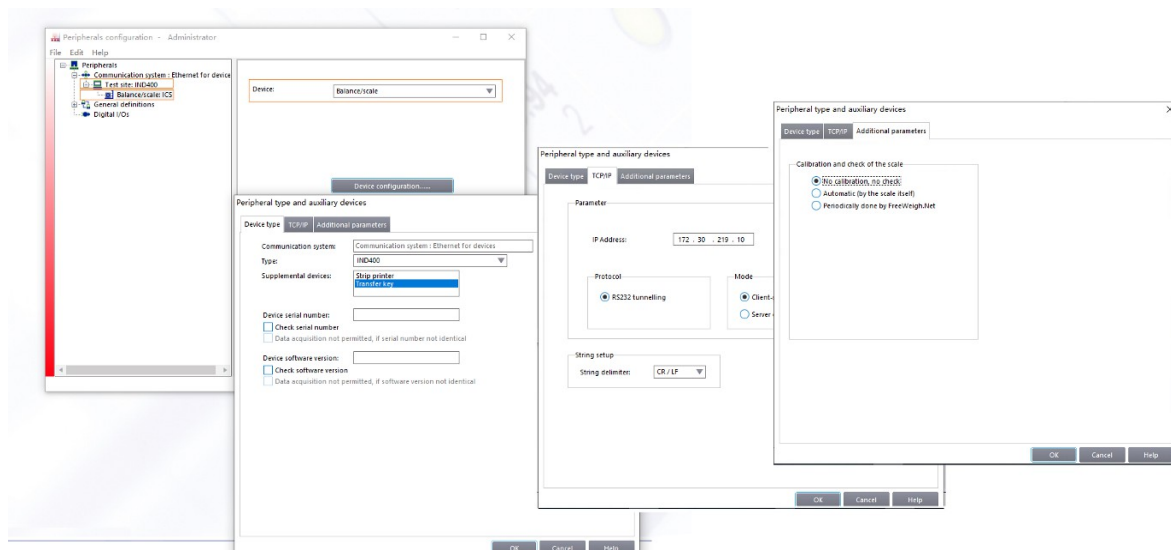 Peripherals configuration - Administrator
File Edit Help
Peripherals
Communication system : Ethernet for device
Test site: IND400
Balance/scale: ICS
General definitions
Digital I/Os
Device:
Balance/scale
Device configuration.....
Peripheral type and auxiliary devices
Device type TCP/IP Additional parameters
Communication system: Communication system : Ethernet for devices
Type: IND400
Supplemental devices: Strip printer
Transfer key
Device serial number:
Check serial number
Data acquisition not permitted, if serial number not identical
Device software version:
Check software version
Data acquisition not permitted, if software version not identical
OK Cancel Help
Peripheral type and auxiliary devices
Device type TCP/IP Additional parameters
Parameter
IP Address: 172 . 30 . 219 . 10
Protocol
RS232 tunnelling
Mode
Client-
Server
String setup
String delimiter: CR / LF
OK Cancel Help
Peripheral type and auxiliary devices
Device type TCP/IP Additional parameters
Calibration and check of the scale
No calibration, no check
Automatic (by the scale itself)
Periodically done by FreeWeigh.Net
OK Cancel Help